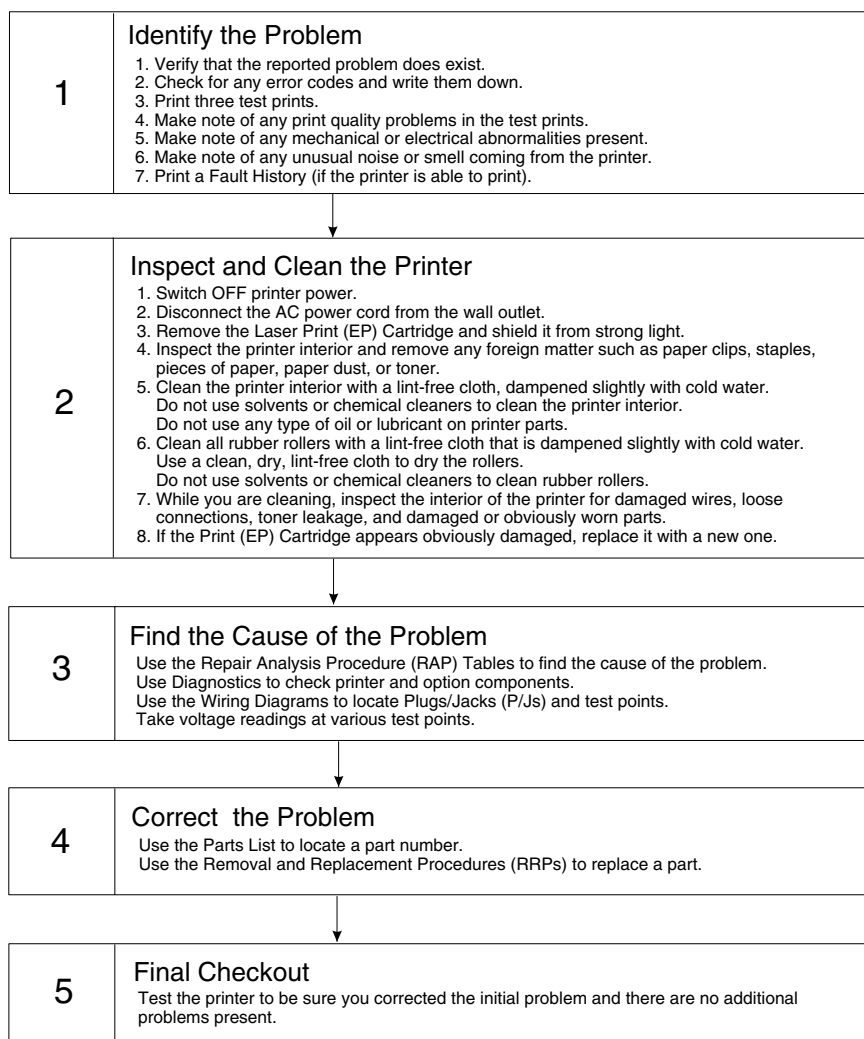 1
Identify the Problem
1. Verify that the reported problem does exist.
2. Check for any error codes and write them down.
3. Print three test prints.
4. Make note of any print quality problems in the test prints.
5. Make note of any mechanical or electrical abnormalities present.
6. Make note of any unusual noise or smell coming from the printer.
7. Print a Fault History (if the printer is able to print).
2
Inspect and Clean the Printer
1. Switch OFF printer power.
2. Disconnect the AC power cord from the wall outlet.
3. Remove the Laser Print (EP) Cartridge and shield it from strong light.
4. Inspect the printer interior and remove any foreign matter such as paper clips, staples,
pieces of paper, paper dust, or toner.
5. Clean the printer interior with a lint-free cloth, dampened slightly with cold water.
Do not use solvents or chemical cleaners to clean the printer interior.
Do not use any type of oil or lubricant on printer parts.
6. Clean all rubber rollers with a lint-free cloth that is dampened slightly with cold water.
Use a clean, dry, lint-free cloth to dry the rollers.
Do not use solvents or chemical cleaners to clean rubber rollers.
7. While you are cleaning, inspect the interior of the printer for damaged wires, loose
connections, toner leakage, and damaged or obviously worn parts.
8. If the Print (EP) Cartridge appears obviously damaged, replace it with a new one.
3
Find the Cause of the Problem
Use the Repair Analysis Procedure (RAP) Tables to find the cause of the problem.
Use Diagnostics to check printer and option components.
Use the Wiring Diagrams to locate Plugs/Jacks (P/Js) and test points.
Take voltage readings at various test points.
4
Correct the Problem
Use the Parts List to locate a part number.
Use the Removal and Replacement Procedures (RRPs) to replace a part.
5
Final Checkout
Test the printer to be sure you corrected the initial problem and there are no additional
problems present.